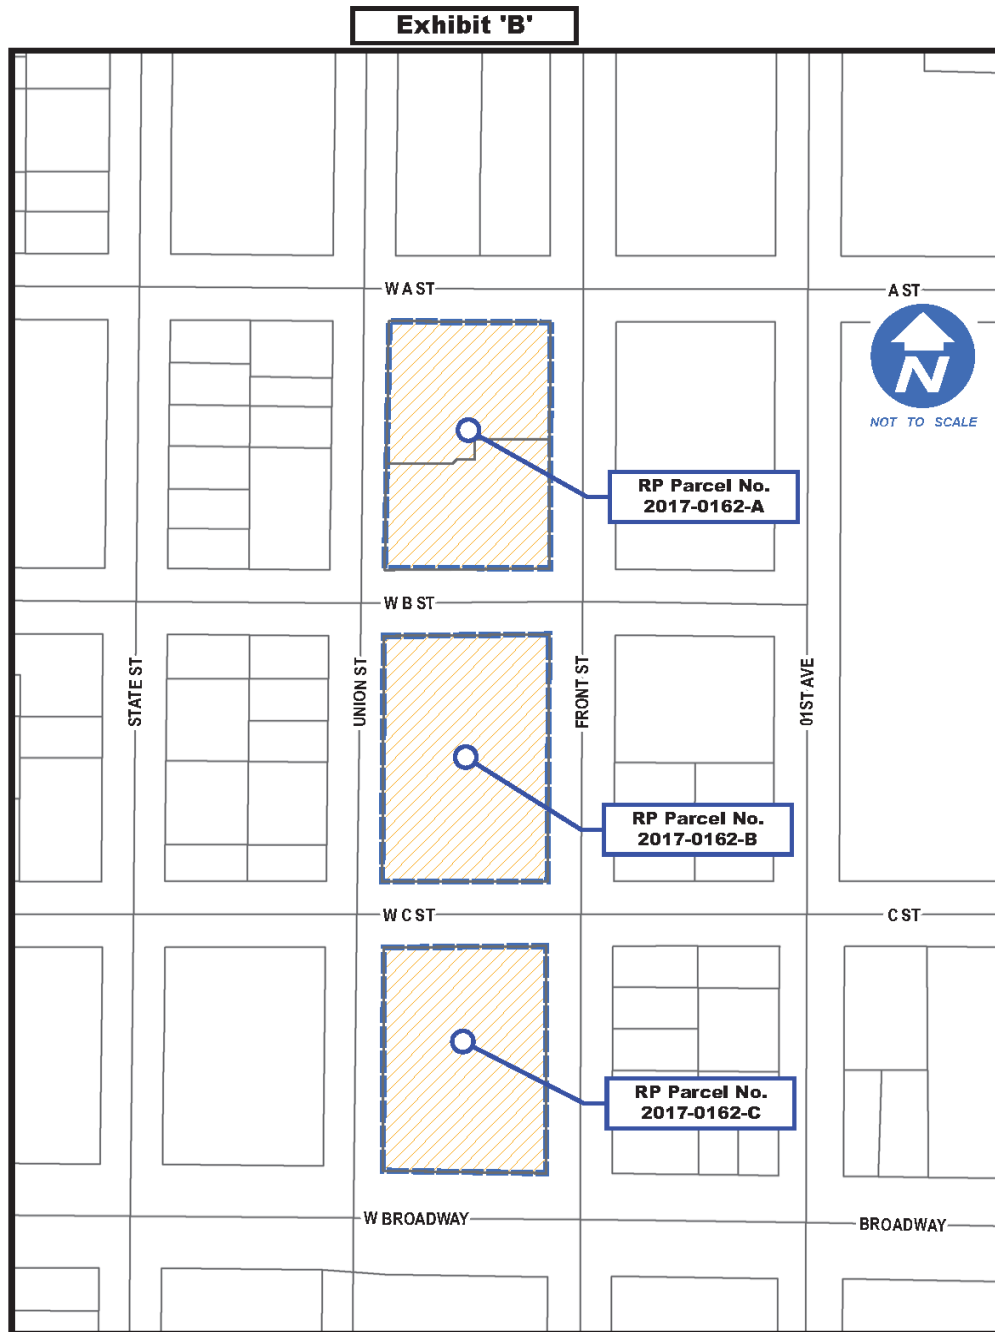 Exhibit 'B'
W A ST
A ST
N
NOT TO SCALE
RP Parcel No.
2017-0162-A
W B ST
STATE ST
UNION ST
FRONT ST
01ST AVE
RP Parcel No.
2017-0162-B
W C ST
C ST
RP Parcel No.
2017-0162-C
W BROADWAY
BROADWAY